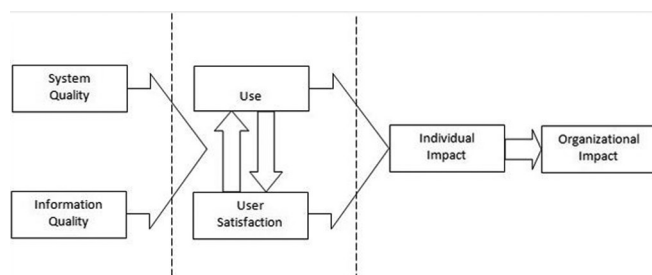 System
Quality
Information
Quality
Use
User
Satisfaction
Individual
Impact
Organizational
Impact